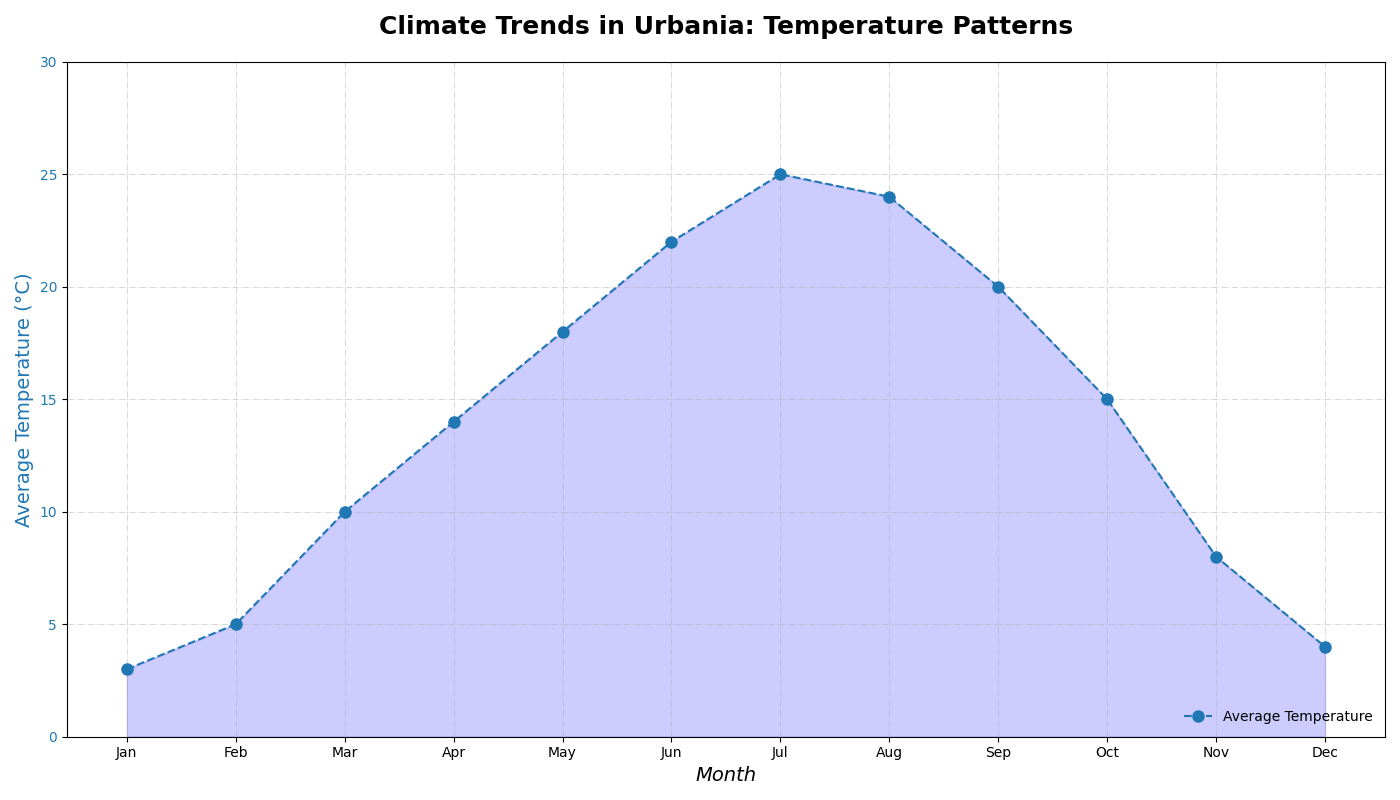 Climate Trends in Urbania: Temperature Patterns
Average Temperature (°C)
30
25
20
15
10
5
0
Jan Feb Mar Apr May Jun Jul Aug Sep Oct Nov Dec
Month
Average Temperature